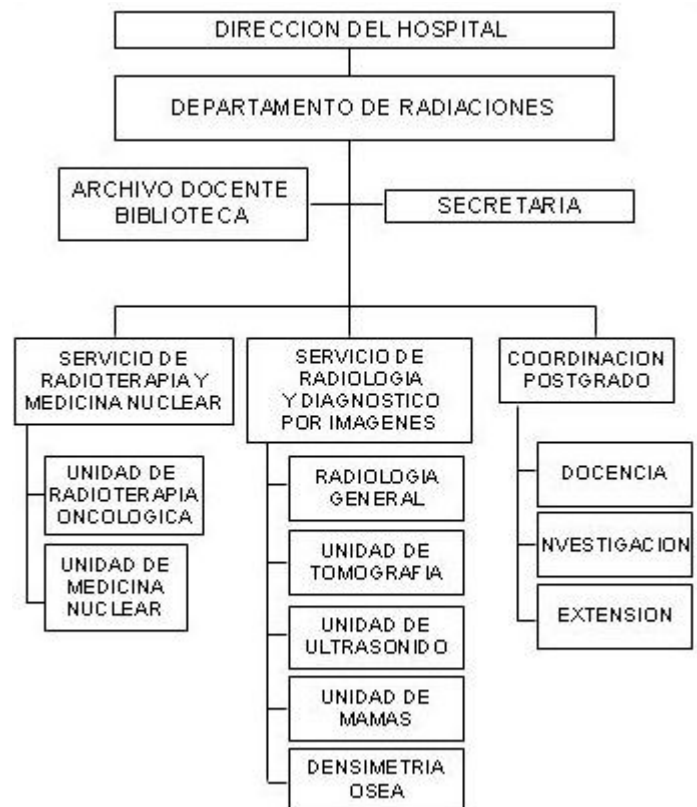 DIRECCION DEL HOSPITAL
DEPARTAMENTO DE RADIACIONES
ARCHIVO DOCENTE
BIBLIOTECA
SECRETARIA
SERVICIO DE
RADIOTERAPIA Y
MEDICINA NUCLEAR
UNIDAD DE
RADIOTERAPIA
ONCOLOGICA
UNIDAD DE
MEDICINA
NUCLEAR
SERVICIO DE
RADIOLOGIA
Y DIAGNOSTICO
POR IMAGENES
RADIOLOGIA
GENERAL
UNIDAD DE
TOMOGRAFIA
UNIDAD DE
ULTRASONIDO
UNIDAD DE
MAMAS
DENSIMETRIA
OSEA
COORDINACION
POSTGRADO
DOCENCIA
NVESTIGACION
EXTENSION